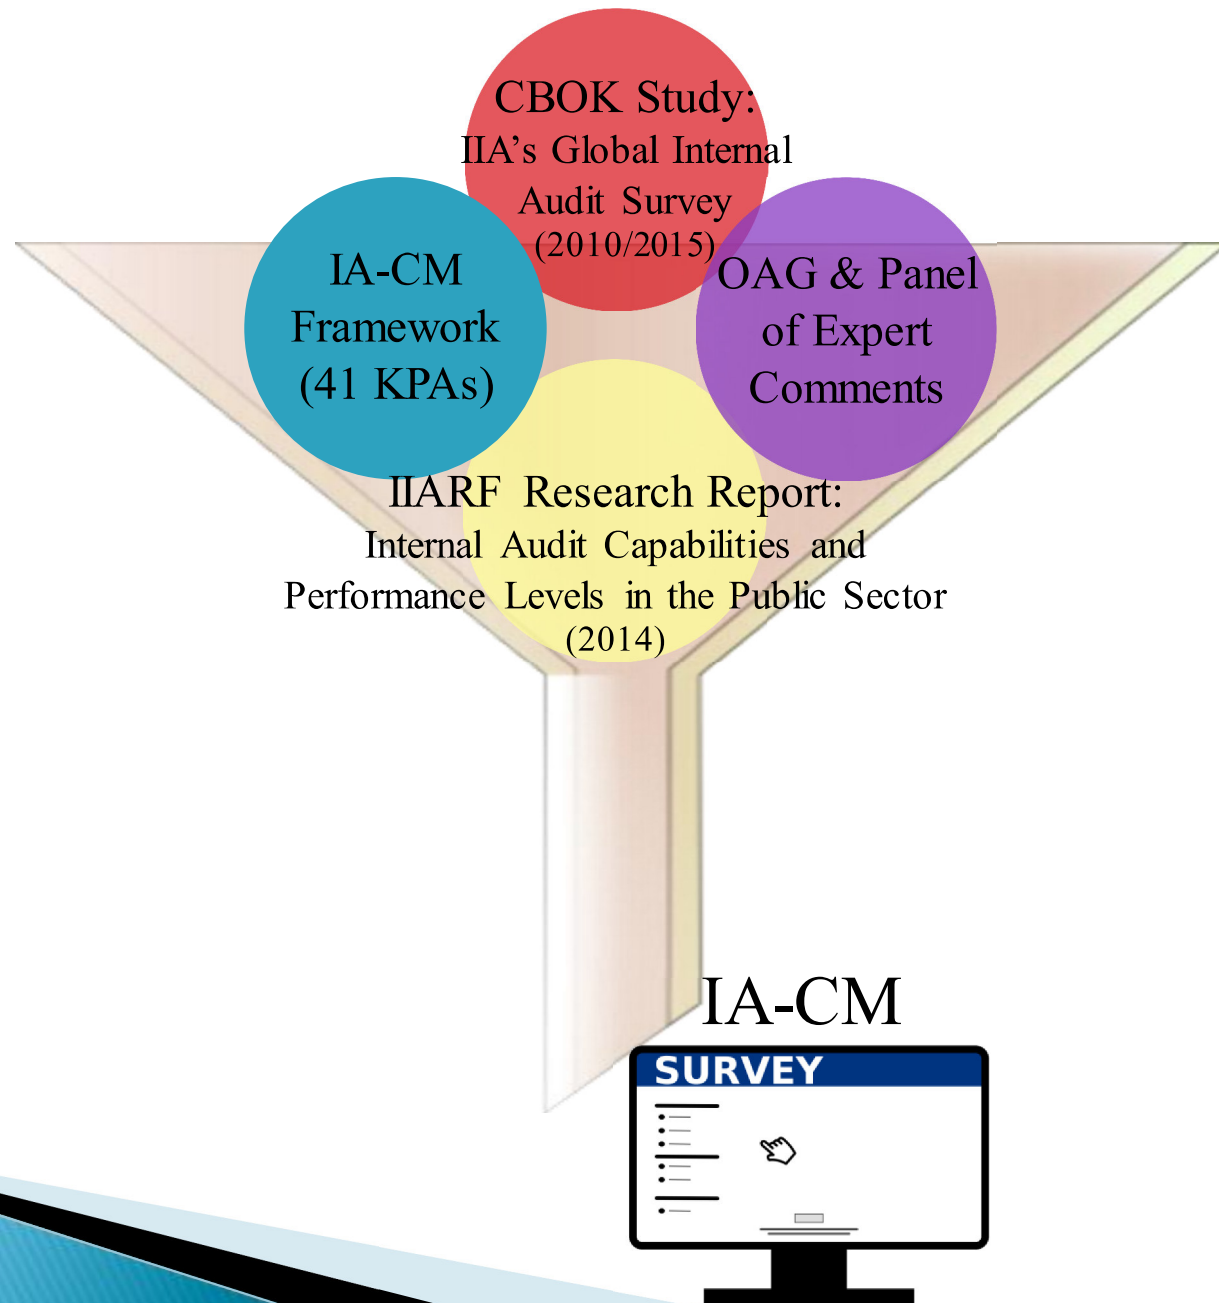 CBOK Study:
IIA’s Global Internal
Audit Survey
(2010/2015)
IA-CM
Framework
(41 KPAs)
OAG & Panel
of Expert
Comments
IIARF Research Report:
Internal Audit Capabilities and
Performance Levels in the Public Sector
(2014)
IA-CM
SURVEY